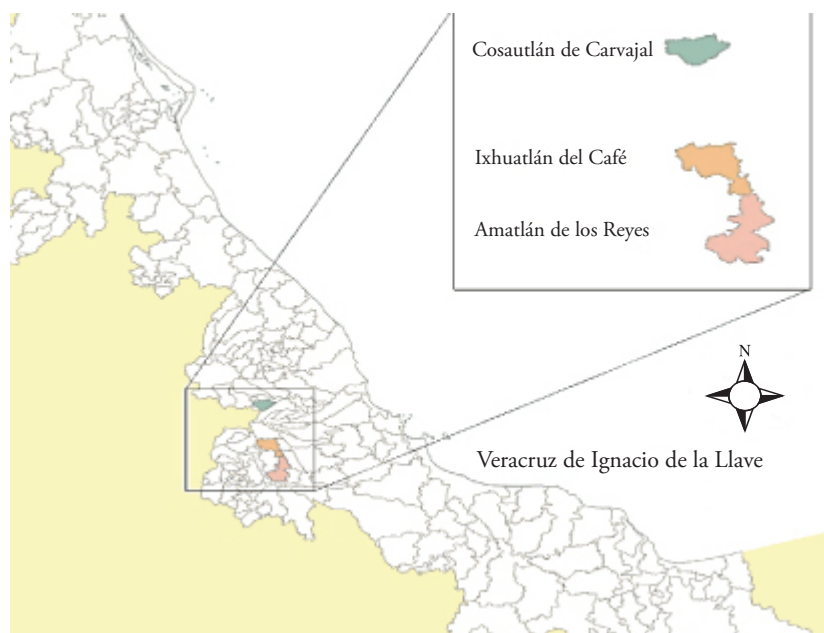 Cosautlán de Carvajal
Ixhuatlán del Café
Amatlán de los Reyes
N
Veracruz de Ignacio de la Llave